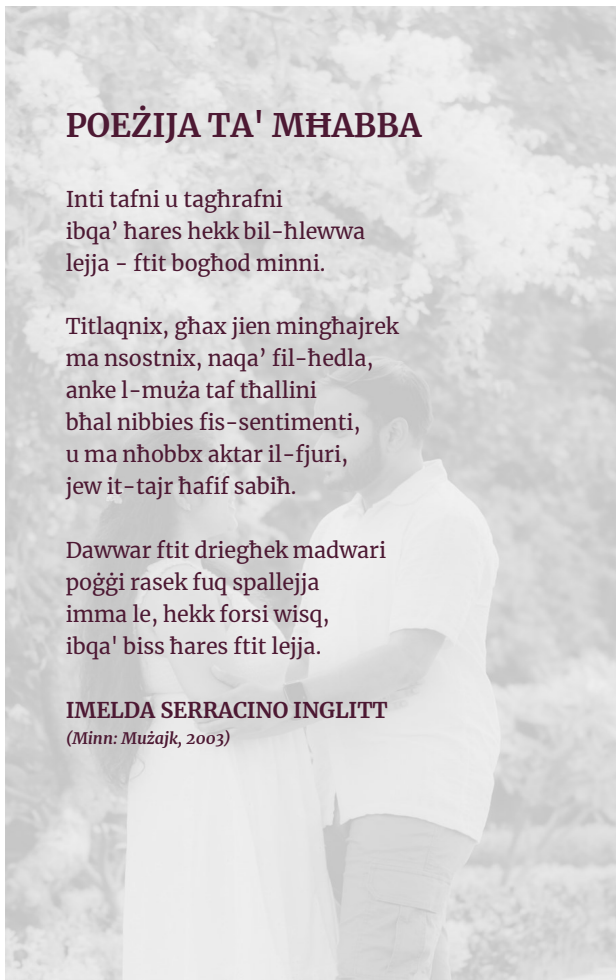 POEŻIJA TA' MĦABBA
Inti tafni u tagħrafni
ibqa’ ħares hekk bil-ħlewwa
lejja - ftit bogħod minni.
Titlaqnix, għax jien mingħajrek
ma nsostnix, naqa’ fil-ħedla,
anke l-muża taf tħallini
bħal nibbies fis-sentimenti,
u ma nħobbx aktar il-fjuri,
jew it-tajr ħafif sabiħ.
Dawwar ftit driegħek madwari
poġġi rasek fuq spallejja
imma le, hekk forsi wisq,
ibqa' biss ħares ftit lejja.
IMELDA SERRACINO INGLITT
(Minn: Mużajk, 2003)